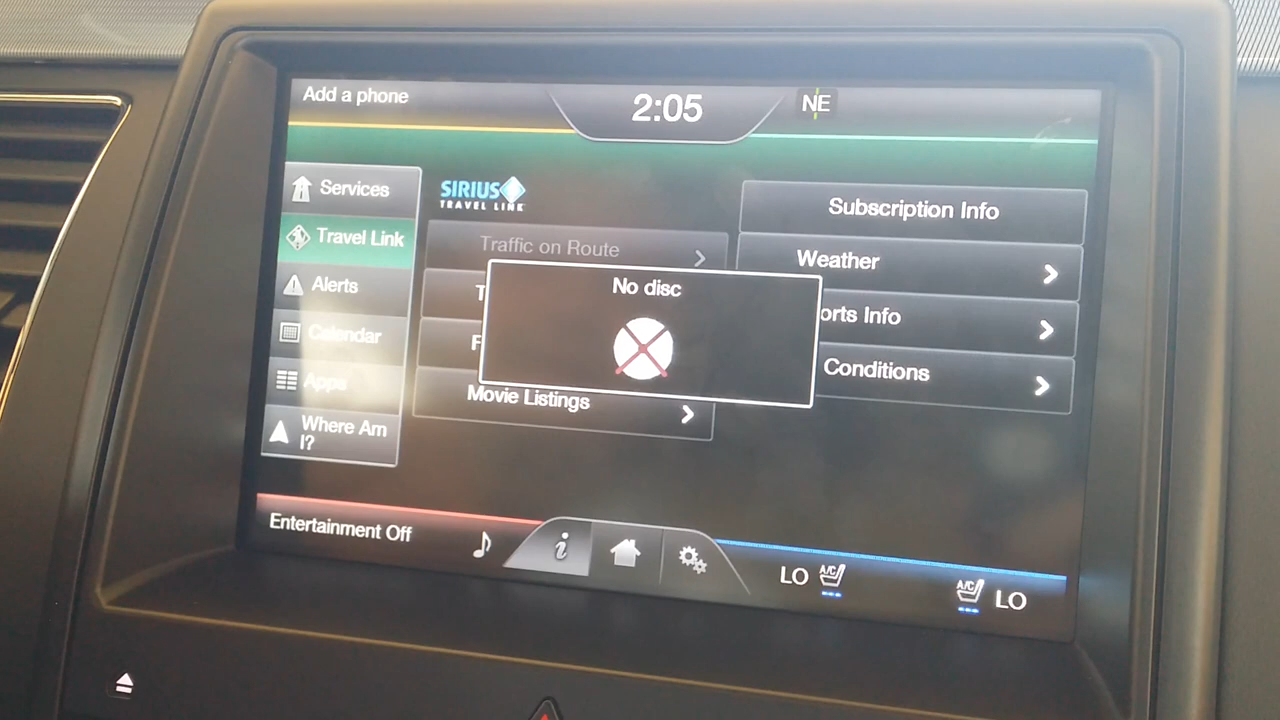 Add a phone
2:05
NE
Services
Travel Link
Alerts
Calendar
Apps
Where Am
I?
SIRIUS
TRAVEL LINK
Traffic on Route
T
F
Movie Listings
Subscription Info
Weather
orts Info
Conditions
No disc
Entertainment Off
i
LO
A/C
A/C
LO